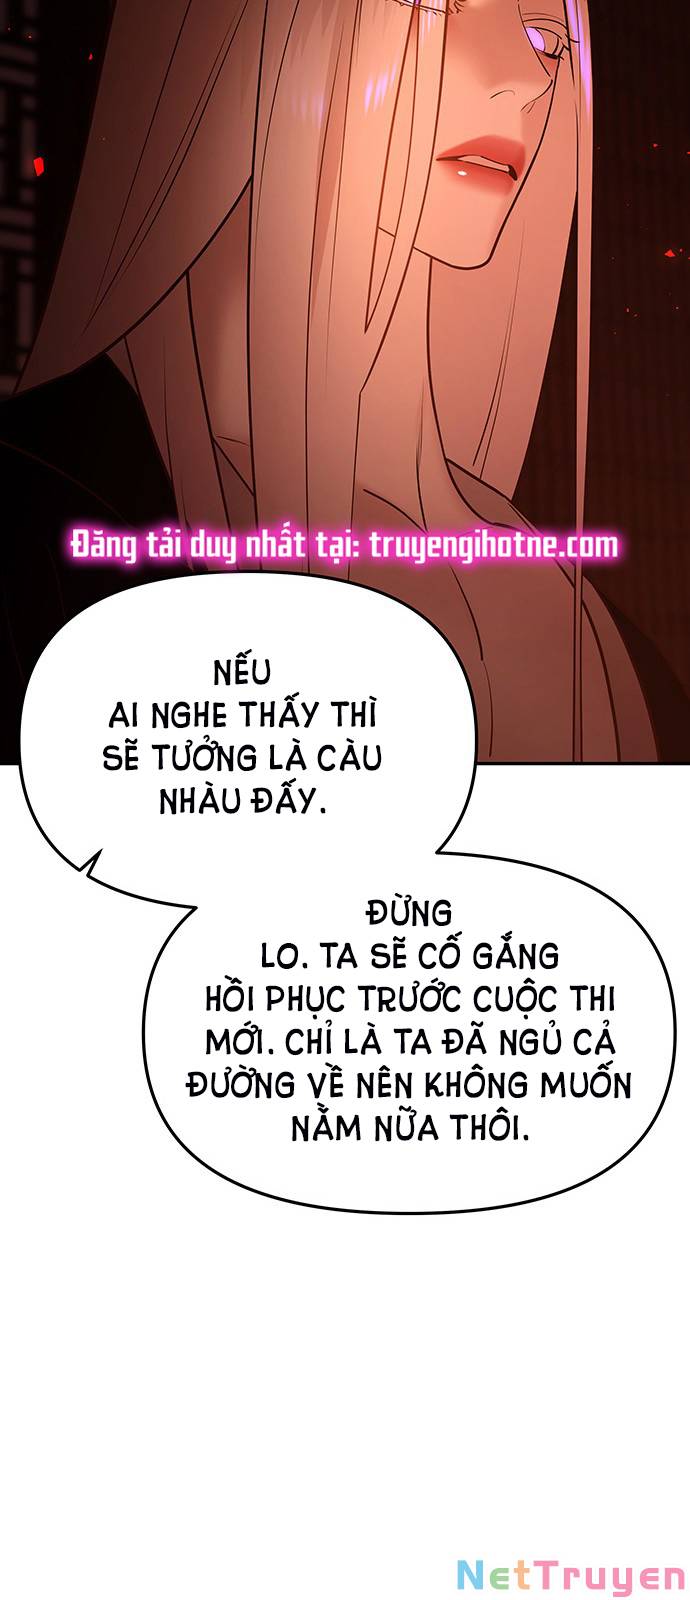 Đăng tải duy nhất tại: truyengihotne.com
NẾU
AI NGHE THẤY THÌ
SẼ TƯỞNG LÀ CÀU
NHÀU ĐẤY.
ĐỪNG
LO. TA SẼ CỐ GẮNG
HỒI PHỤC TRƯỚC CUỘC THI
MỚI. CHỈ LÀ TA ĐÃ NGỦ CẢ
ĐƯỜNG VỀ NÊN KHÔNG MUỐN
NẰM NỮA THÔI.
NetTruyen